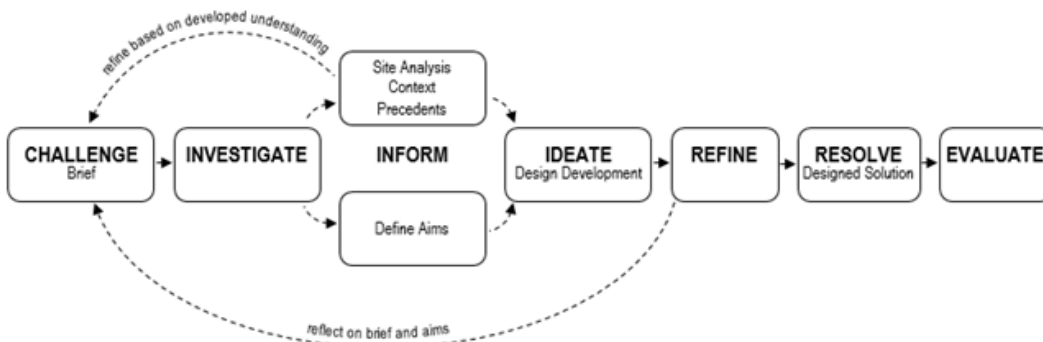 refine based on developed understanding
Site Analysis
Context
Precedents
CHALLENGE
Brief
INVESTIGATE
INFORM
IDEATE
Design Development
REFINE
RESOLVE
Designed Solution
EVALUATE
Define Aims
reflect on brief and aims